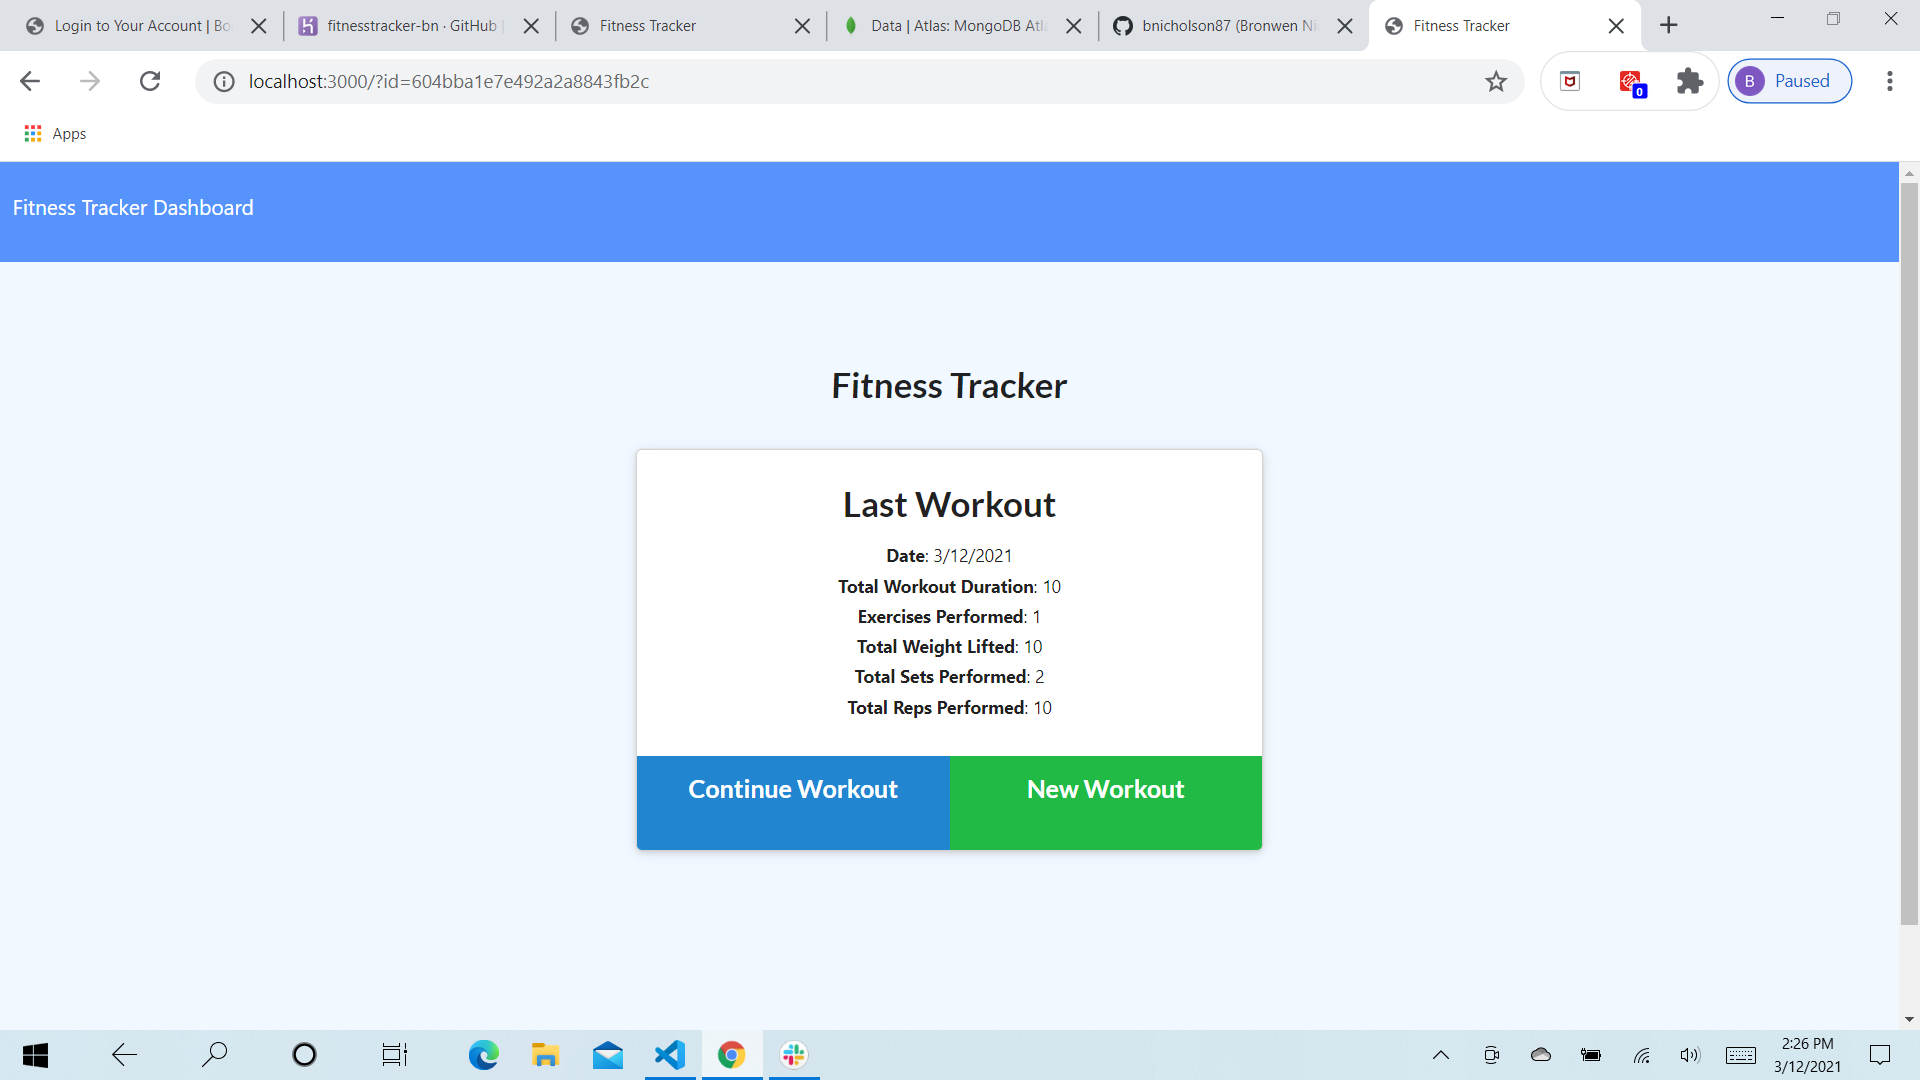 Login to Your Account | Bo
fitnesstracker-bn · GitHub |
Fitness Tracker
Data | Atlas: MongoDB Atl
bnicholson87 (Bronwen Ni
Fitness Tracker
localhost:3000/?id=604bba1e7e492a2a8843fb2c
0
B
Paused
Apps
Fitness Tracker Dashboard
Fitness Tracker
Last Workout
Date: 3/12/2021
Total Workout Duration: 10
Exercises Performed: 1
Total Weight Lifted: 10
Total Sets Performed: 2
Total Reps Performed: 10
Continue Workout
New Workout
2:26 PM
3/12/2021